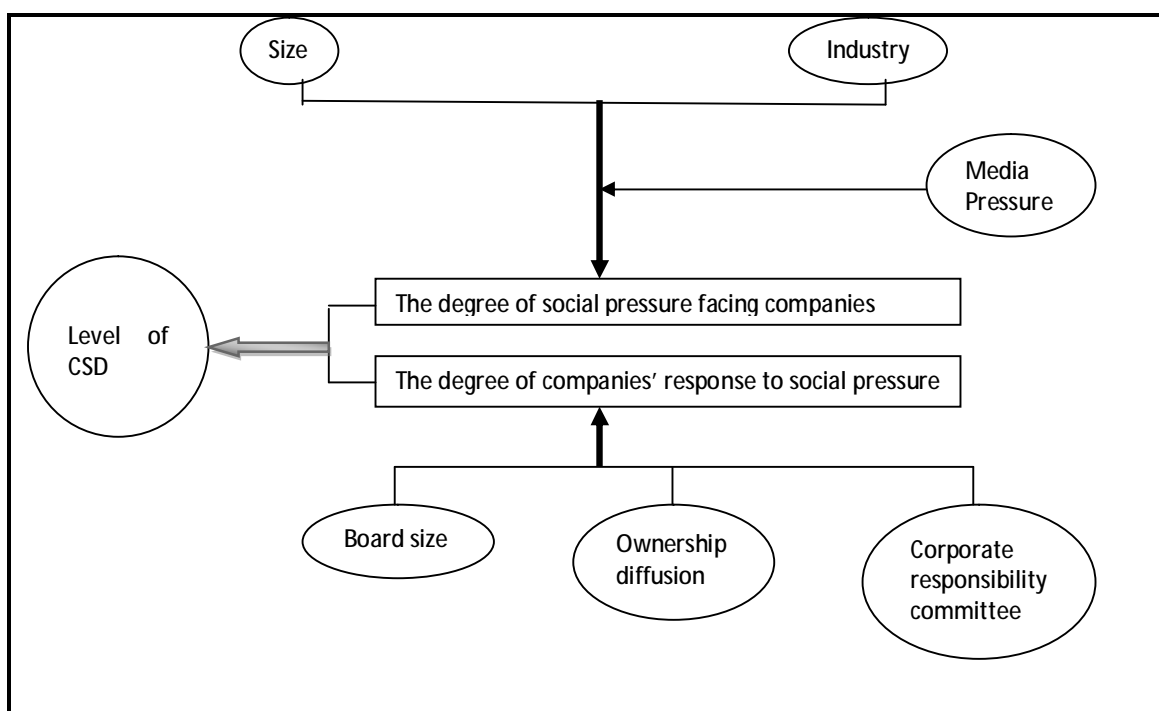 Size
Industry
Media
Pressure
The degree of social pressure facing companies
Level of
CSD
The degree of companies’ response to social pressure
Board size
Ownership
diffusion
Corporate
responsibility
committee